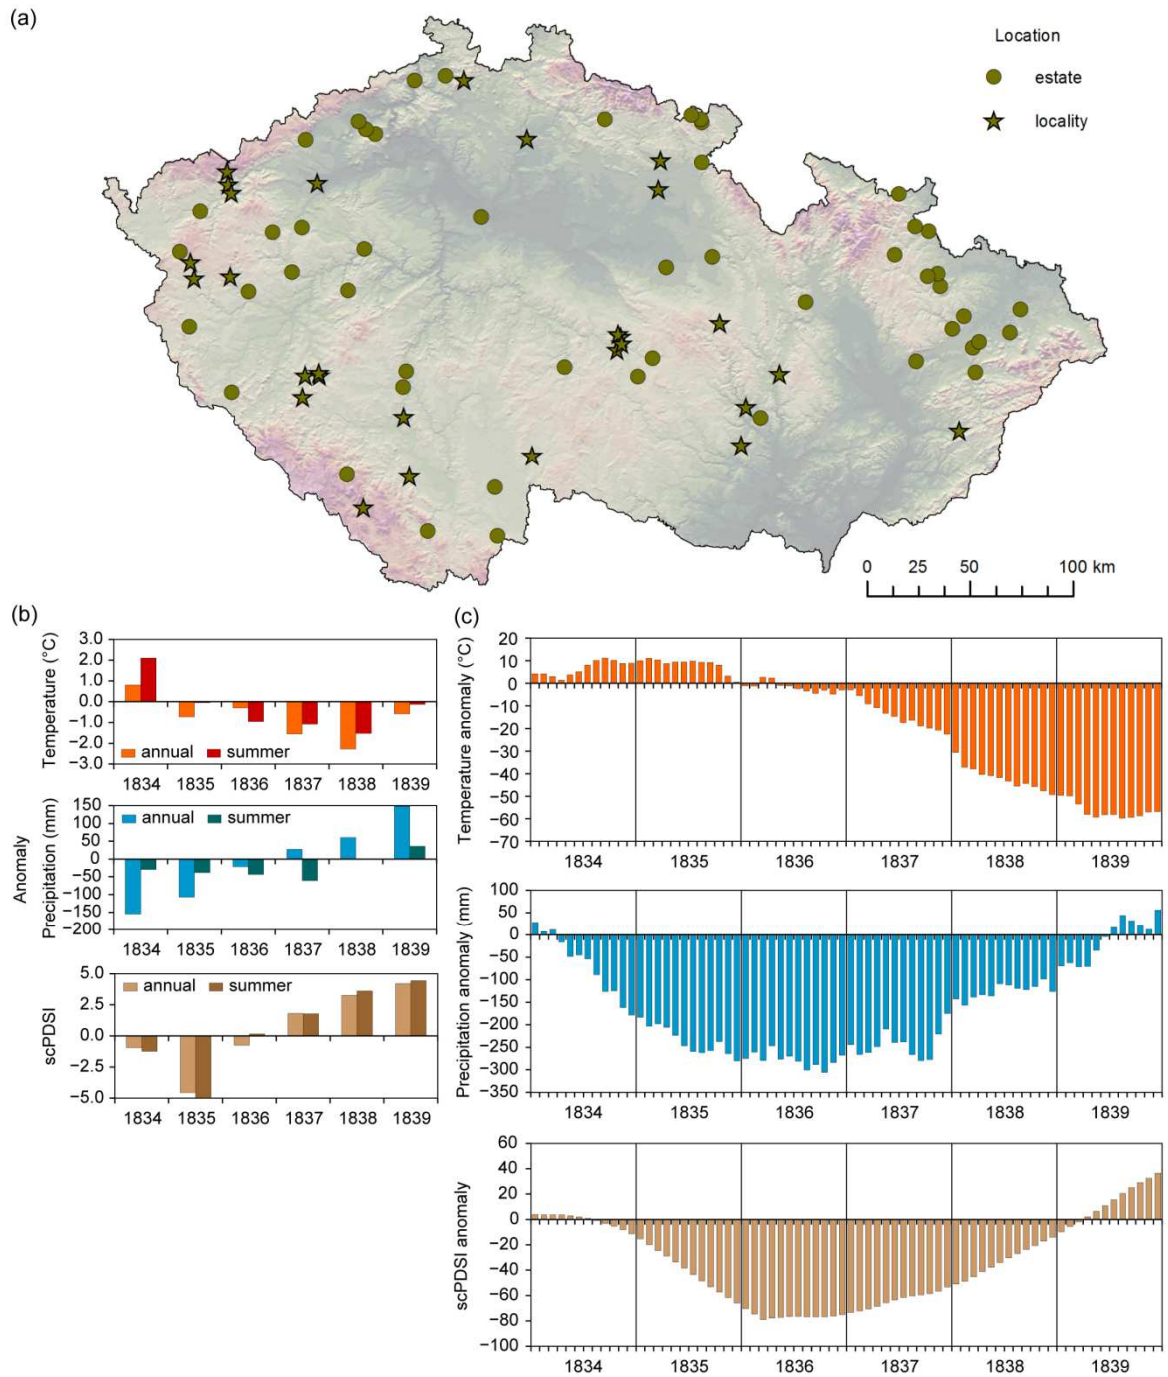 (a)
Location
estate
locality
0 25 50 100 km
(b)
Anomaly
Temperature (°C)
3.0
2.0
1.0
0.0
−1.0
−2.0
−3.0
annual summer
1834 1835 1836 1837 1838 1839
Precipitation (mm)
150
100
50
0
−50
−100
−150
−200
annual summer
1834 1835 1836 1837 1838 1839
scPDSI
5.0
2.5
0.0
−2.5
−5.0
annual summer
1834 1835 1836 1837 1838 1839
(c)
Temperature anomaly (°C)
20
10
0
−10
−20
−30
−40
−50
−60
−70
1834 1835 1836 1837 1838 1839
Precipitation anomaly (mm)
100
50
0
−50
−100
−150
−200
−250
−300
−350
1834 1835 1836 1837 1838 1839
scPDSI anomaly
60
40
20
0
−20
−40
−60
−80
−100
1834 1835 1836 1837 1838 1839